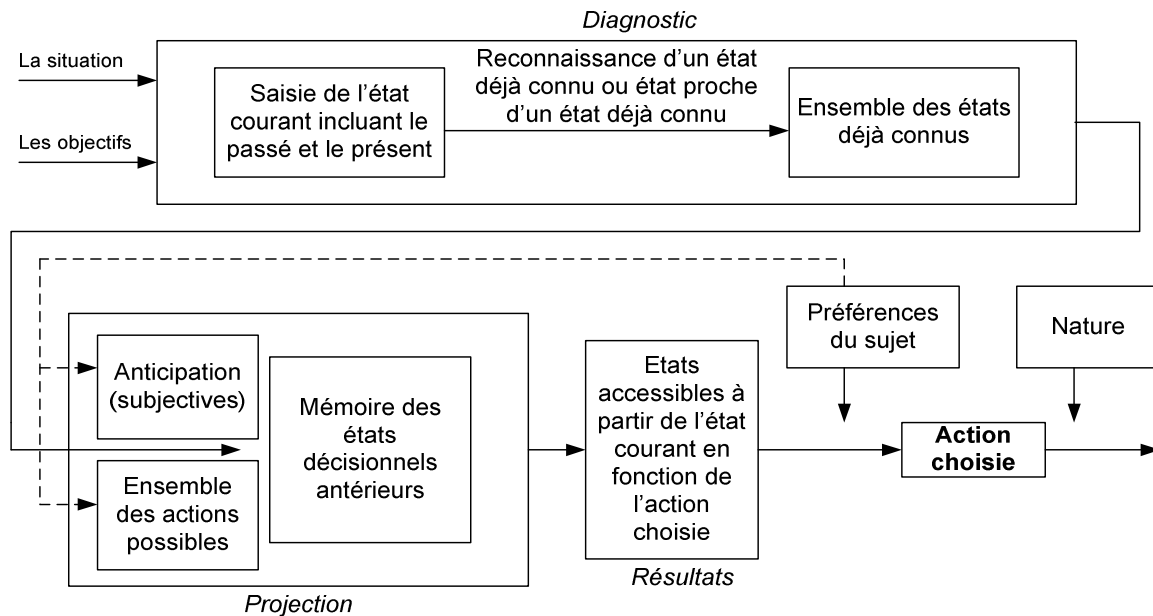 Diagnostic
La situation
Les objectifs
Saisie de l’état
courant incluant le
passé et le présent
Reconnaissance d’un état
déjà connu ou état proche
d’un état déjà connu
Ensemble des états
déjà connus
Anticipation
(subjectives)
Ensemble
des actions
possibles
Mémoire des
états
décisionnels
antérieurs
Projection
Etats
accessibles à
partir de l’état
courant en
fonction de
l’action
choisie
Résultats
Préférences
du sujet
Action
choisie
Nature